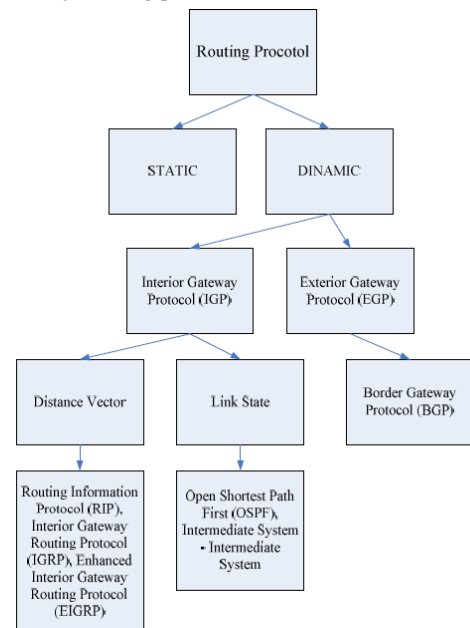 Routing Procotol
STATIC
DINAMIC
Interior Gateway
Protocol (IGP)
Exterior Gateway
Protocol (EGP)
Distance Vector
Link State
Border Gateway
Protocol (BGP)
Routing Information
Protocol (RIP),
Interior Gateway
Routing Protocol
(IGRP), Enhanced
Interior Gateway
Routing Protocol
(EIGRP)
Open Shortest Path
First (OSPF),
Intermediate System
- Intermediate
System